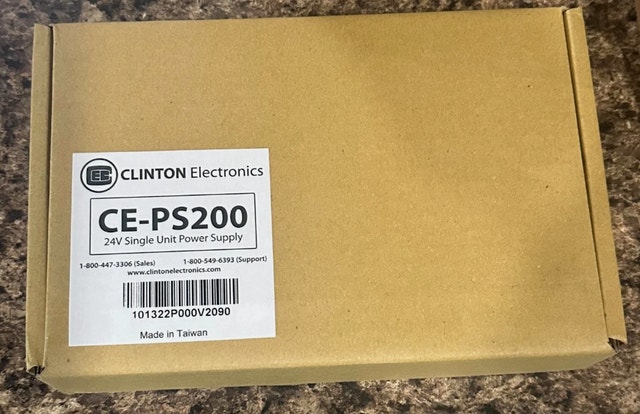 CE CLINTON Electronics
CE-PS200
24V Single Unit Power Supply
1-800-447-3306 (Sales) 1-800-549-6393 (Support)
www.clintonelectronics.com
101322P000V2090
Made in Taiwan